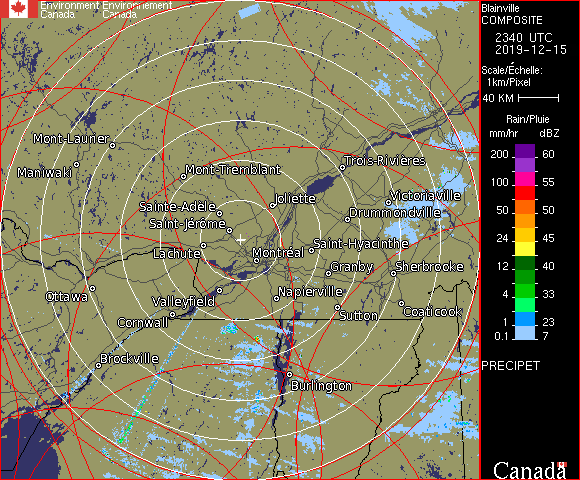 Environment Environnement
Canada Canada
Blainville
COMPOSITE
2340 UTC
2019-12-15
Scale/Échelle:
1km/Pixel
40 KM
Rain/Pluie
mm/hr dBZ
200 60
100 55
50 50
24 45
12 40
4 33
1 23
0.1 7
PRECIPET
Mont-Laurier
Maniwaki
Mont-Tremblant
Trois-Rivières
Sainte-Adèle
Joliette
Victoriaville
Drummondville
Saint-Jérôme
Saint-Hyacinthe
Lachute
Montréal
Granby
Sherbrooke
Ottawa
Valleyfield
Napierville
Cornwall
Sutton
Coaticook
Brockville
Burlington
Canada